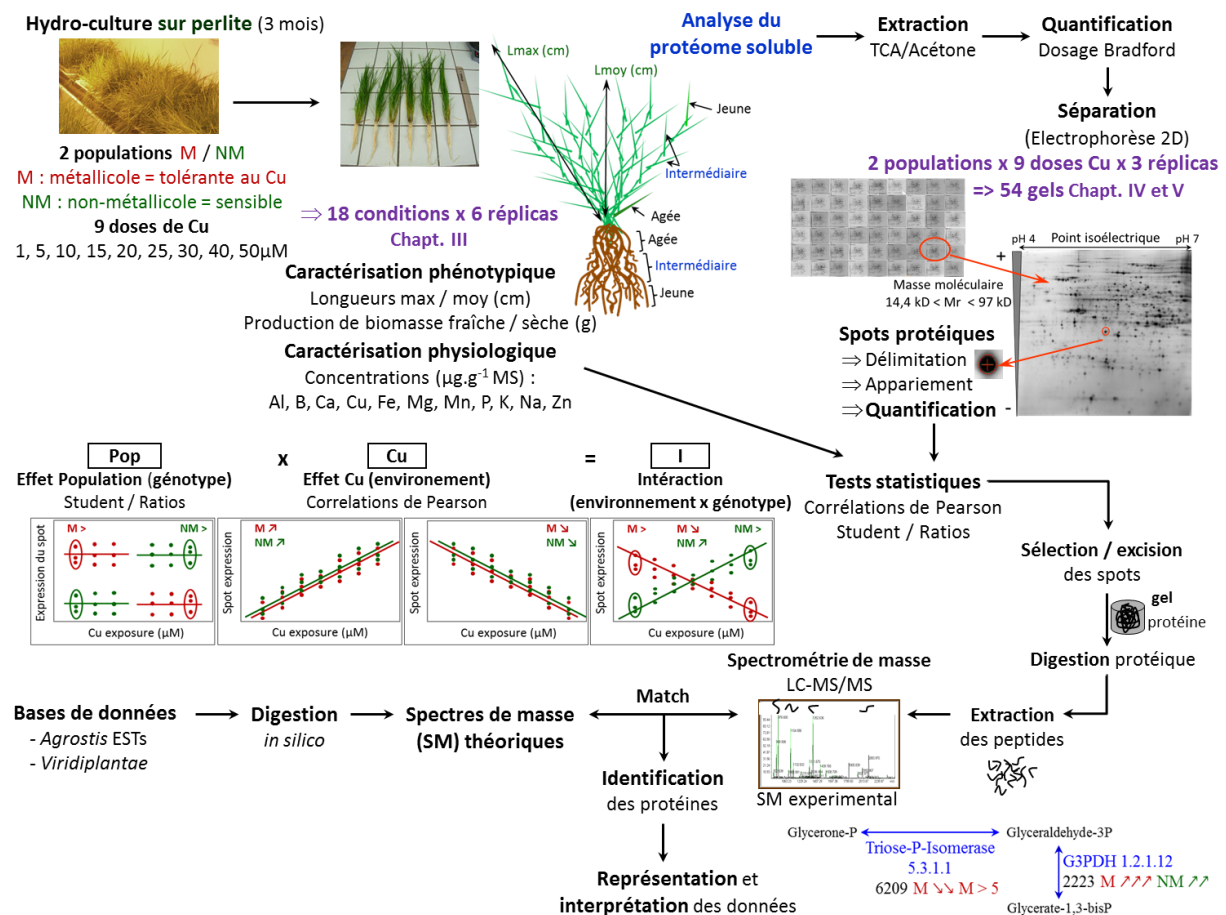 Hydro-culture sur perlite (3 mois)
2 populations M / NM
M : métallicole = tolérante au Cu
NM : non-métallicole = sensible
9 doses de Cu
1, 5, 10, 15, 20, 25, 30, 40, 50µM
⇒ 18 conditions x 6 réplicas
Chapt. III
Lmax (cm)
Lmoy (cm)
Jeune
Intermédiaire
Agée
Agée
Intermédiaire
Jeune
Caractérisation phénotypique
Longueurs max / moy (cm)
Production de biomasse fraîche / sèche (g)
Caractérisation physiologique
Concentrations (µg.g-1 MS) :
Al, B, Ca, Cu, Fe, Mg, Mn, P, K, Na, Zn
Analyse du
protéome soluble
Extraction
TCA/Acétone
Quantification
Dosage Bradford
Séparation
(Electrophorèse 2D)
2 populations x 9 doses Cu x 3 réplicas
=> 54 gels Chapt. IV et V
pH 4 Point isoélectrique pH 7
+
Masse moléculaire
14,4 kD < Mr < 97 kD
-
Spots protéiques
⇒ Délimitation
⇒ Appariement
⇒ Quantification
Pop x Cu = I
Effet Population (génotype)
Student / Ratios
Effet Cu (environement)
Correlations de Pearson
Intéraction
(environnement x génotype)
M > NM >
Expression du spot
Cu exposure (µM)
M ↗
NM ↗
Spot expression
Cu exposure (µM)
M ↘
NM ↘
Spot expression
Cu exposure (µM)
M > M ↘ NM >
NM ↗
Spot expression
Cu exposure (µM)
Tests statistiques
Corrélations de Pearson
Student / Ratios
Sélection / excision
des spots
gel
protéine
Digestion protéique
Extraction
des peptides
Spectrométrie de masse
LC-MS/MS
SM experimental
Match
Bases de données
- Agrostis ESTs
- Viridiplantae
Digestion
in silico
Spectres de masse
(SM) théoriques
Identification
des protéines
Représentation et
interprétation des données
Glycerone-P
Glyceraldehyde-3P
Triose-P-Isomerase
5.3.1.1
6209 M ↘↘ M > 5
G3PDH 1.2.1.12
2223 M ↗↗↗ NM ↗↗
Glycerate-1,3-bisP